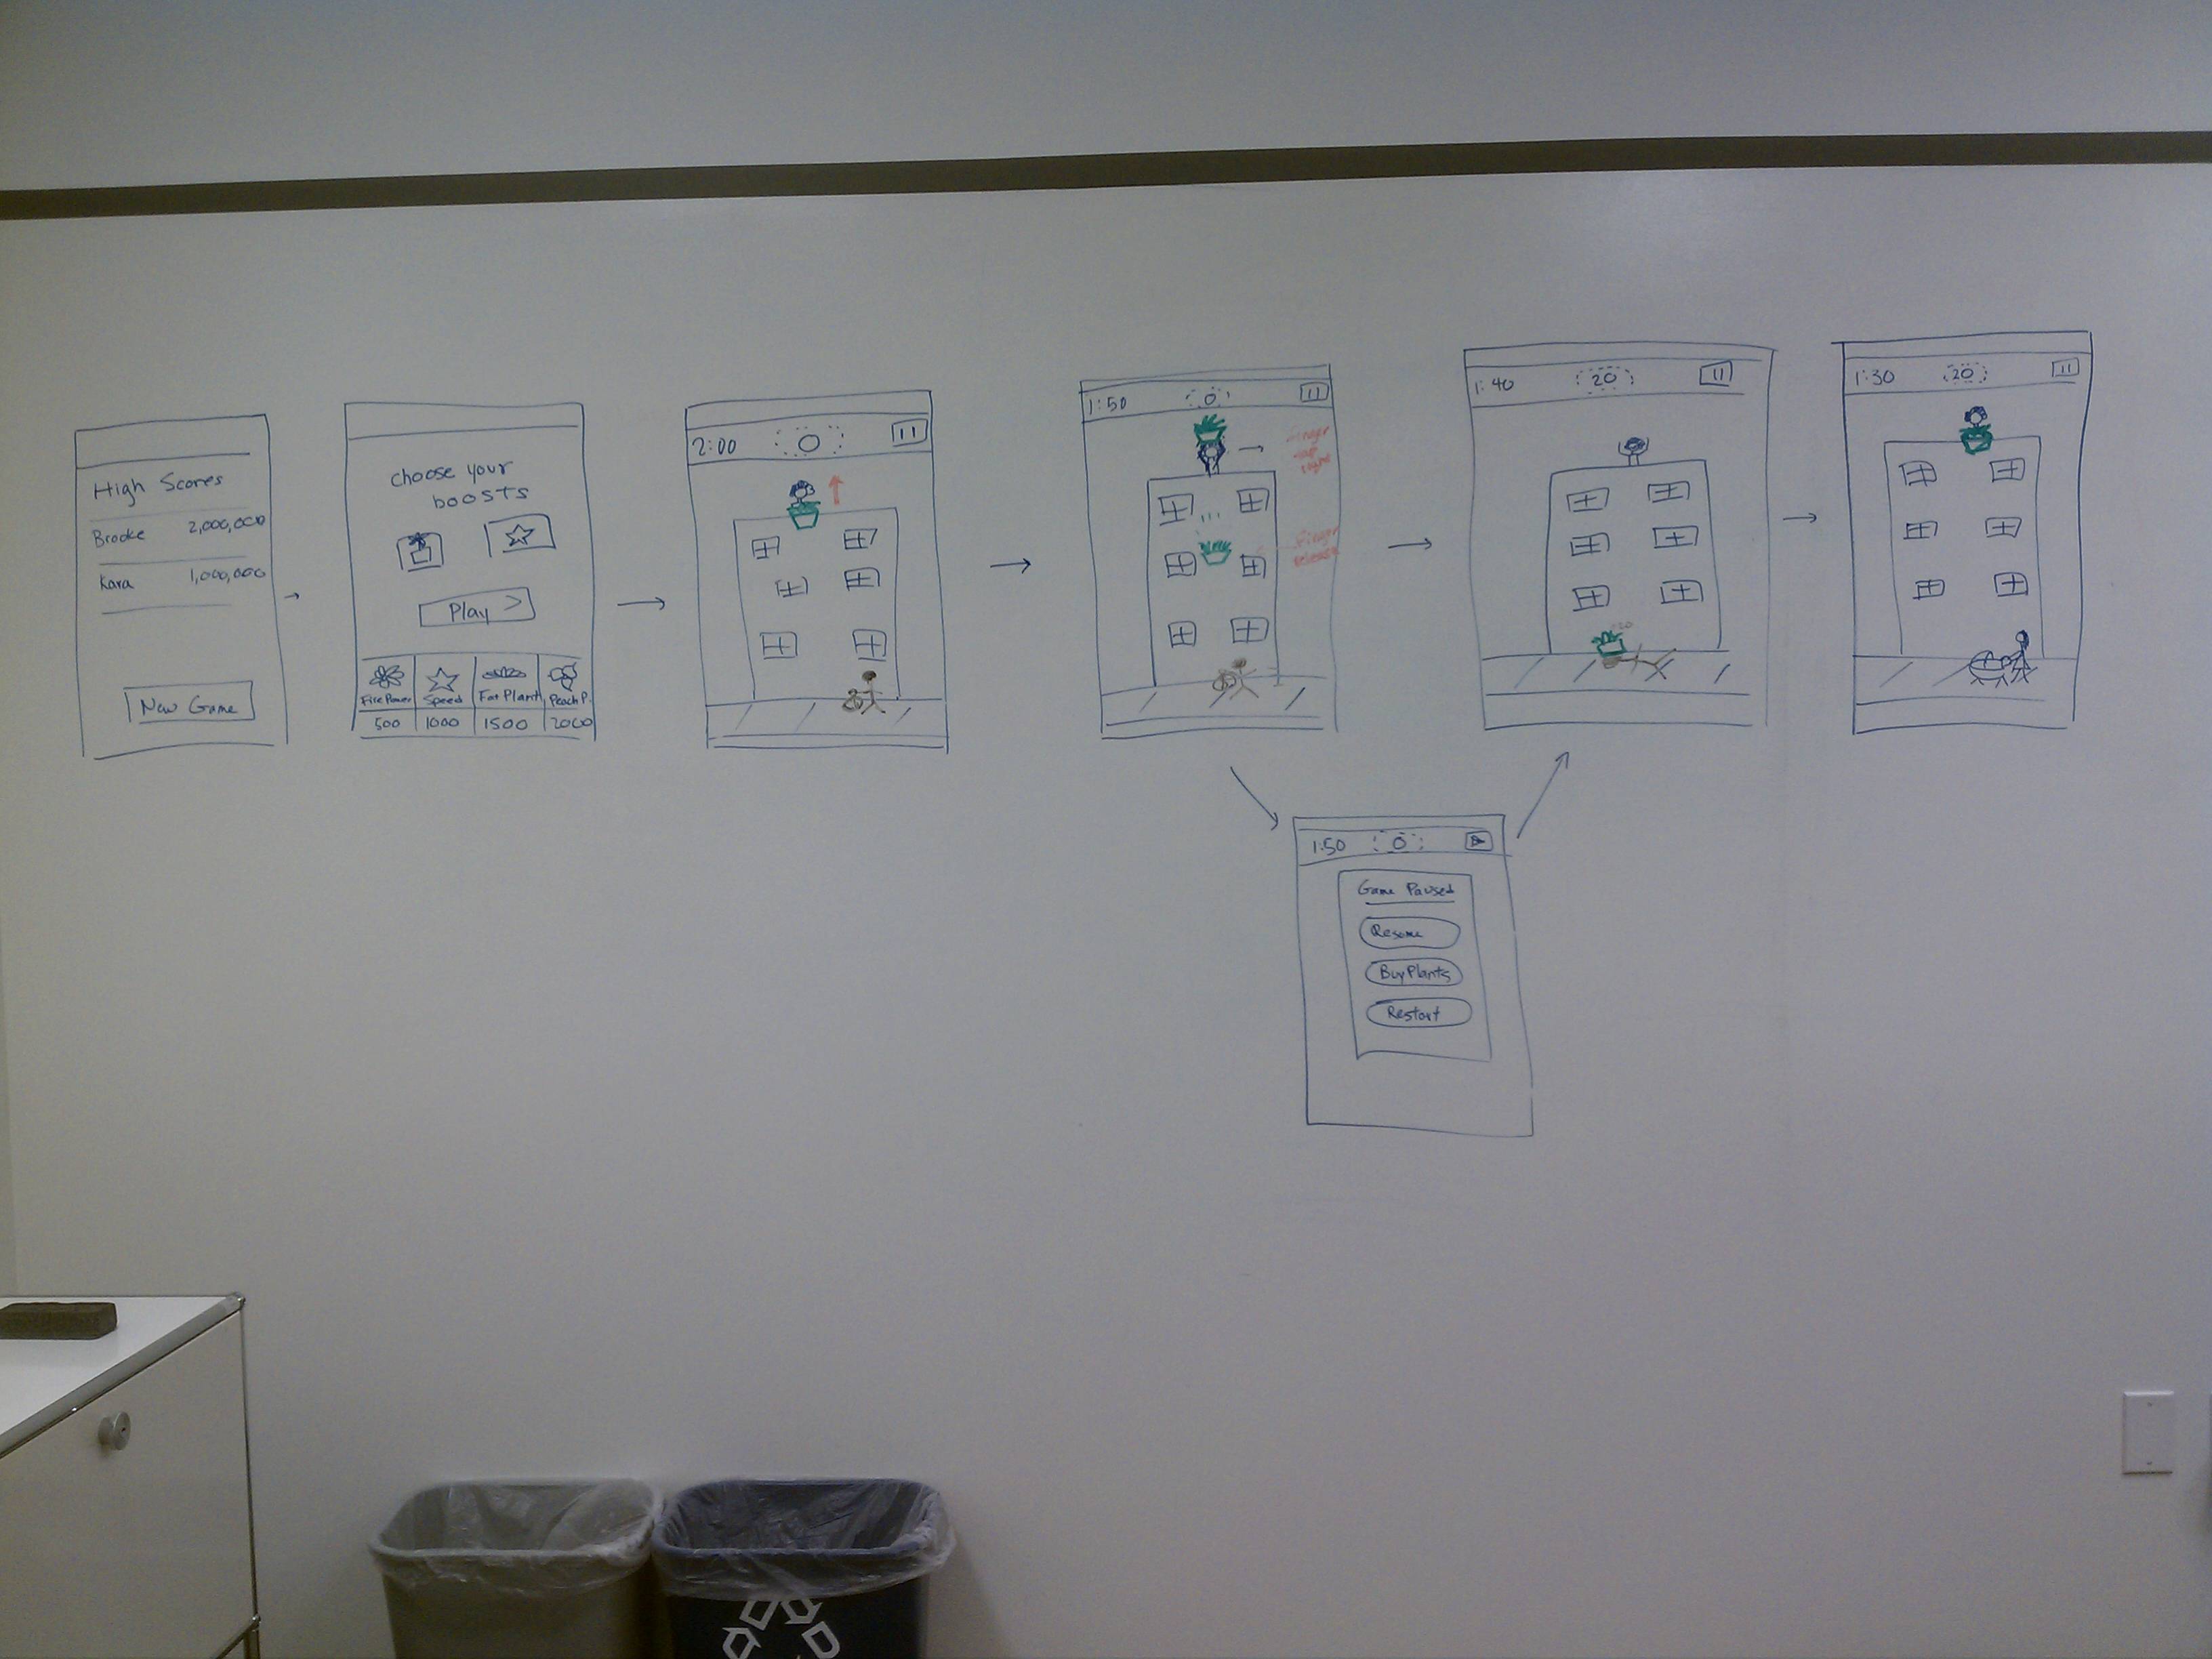 High Scores
Brooke 2,000,000
Kara 1,000,000
New Game
choose your
boosts
Play >
Fire Power Speed Fat Plant Peach P.
500 1000 1500 2000
2:00 0
1:50 0
finger
tap
right
finger
release
1:50 0
Game Paused
Resume
Buy Plants
Restart
1:40 20
+20
1:30 20